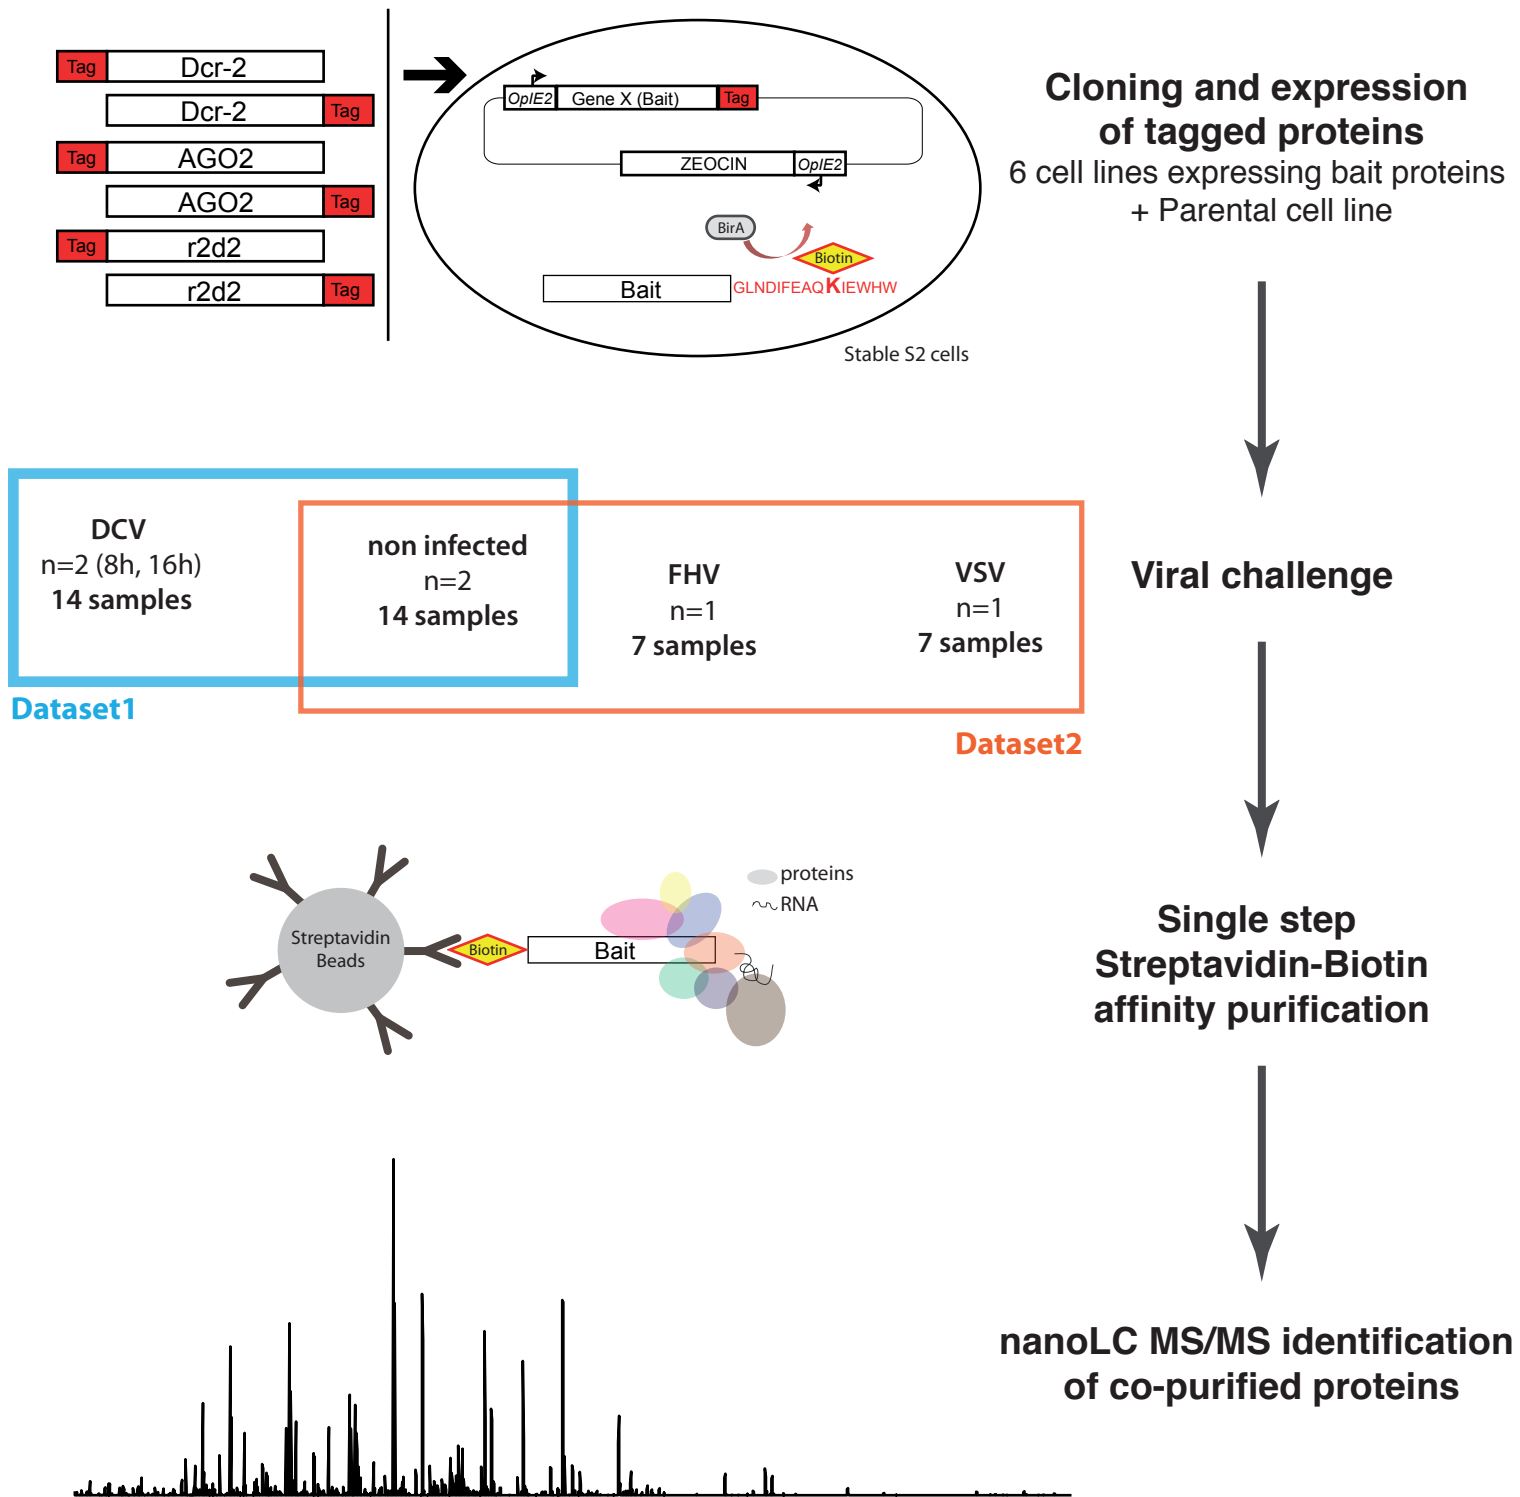 Tag Dcr-2
Dcr-2 Tag
Tag AGO2
AGO2 Tag
Tag r2d2
r2d2 Tag
OpIE2 Gene X (Bait) Tag
ZEOCIN OpIE2
BirA
Biotin
Bait GLNDIFEAQKIEWHW
Stable S2 cells
Cloning and expression
of tagged proteins
6 cell lines expressing bait proteins
+ Parental cell line
DCV
n=2 (8h, 16h)
14 samples
non infected
n=2
14 samples
FHV
n=1
7 samples
VSV
n=1
7 samples
Dataset1
Dataset2
Viral challenge
Streptavidin
Beads
Biotin
Bait
proteins
RNA
Single step
Streptavidin-Biotin
affinity purification
nanoLC MS/MS identification
of co-purified proteins